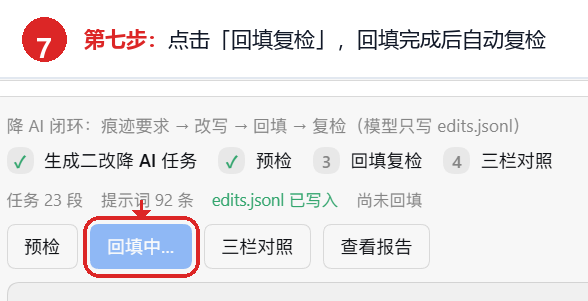 7 第七步：点击「回填复检」，回填完成后自动复检
降 AI 闭环：痕迹要求 → 改写 → 回填 → 复检（模型只写 edits.jsonl）
✓ 生成二改降 AI 任务 ✓ 预检 3 回填复检 4 三栏对照
任务 23 段 提示词 92 条 edits.jsonl 已写入 尚未回填
预检 回填中... 三栏对照 查看报告